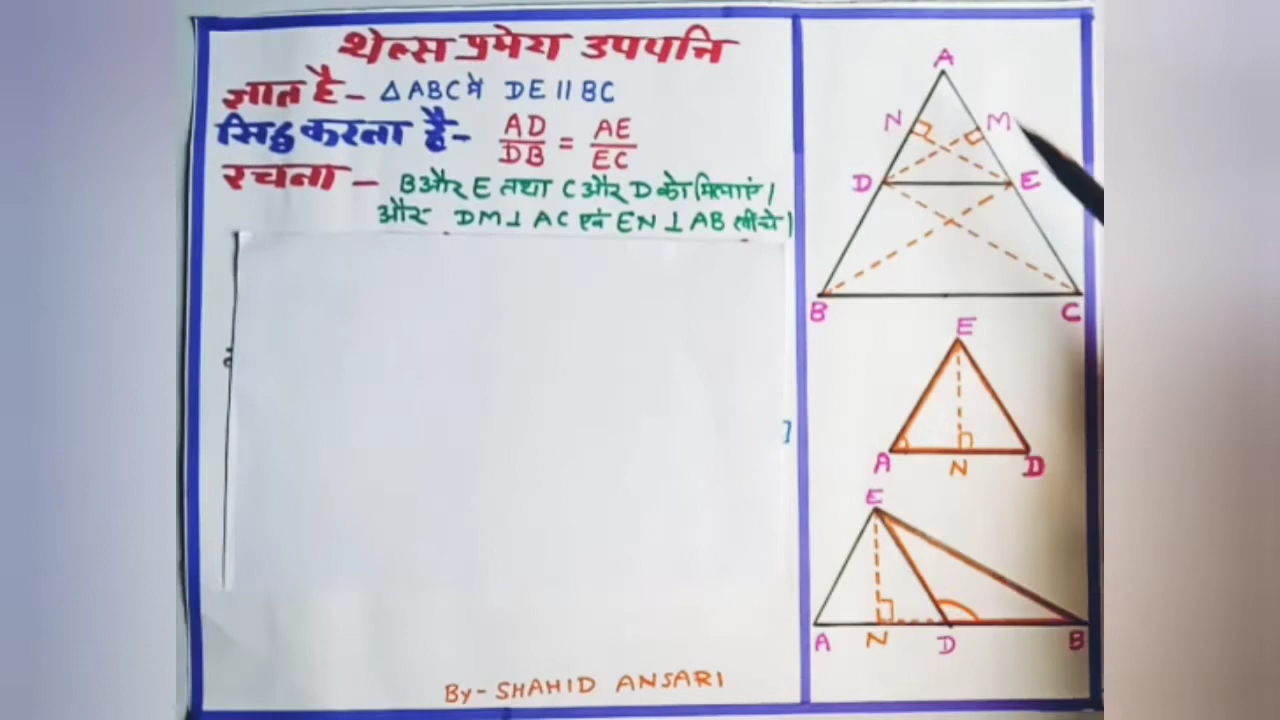 थेल्स प्रमेय उपपत्ति
ज्ञात है- △ABC में DE || BC
सिद्ध करता है- AD/DB = AE/EC
रचना - B और E तथा C और D को मिलाएं।
और DM ⊥ AC एवं EN ⊥ AB खींचे।
]
By- SHAHID ANSARI
A
N M
D E
B C
E
A N D
E
A N D B